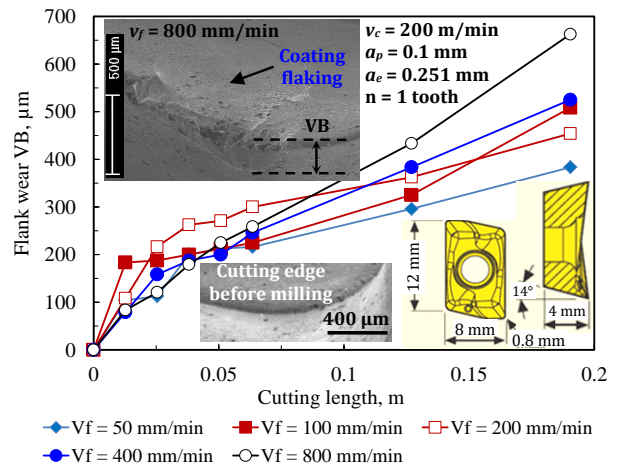 700
600
500
400
300
200
100
0
Flank wear VB, µm
0
0.05
0.1
0.15
0.2
Cutting length, m
500 µm
v_f = 800 mm/min
Coating
flaking
VB
v_c = 200 m/min
a_p = 0.1 mm
a_e = 0.251 mm
n = 1 tooth
Cutting edge
before milling
400 µm
12 mm
8 mm
0.8 mm
14°
4 mm
Vf = 50 mm/min
Vf = 100 mm/min
Vf = 200 mm/min
Vf = 400 mm/min
Vf = 800 mm/min